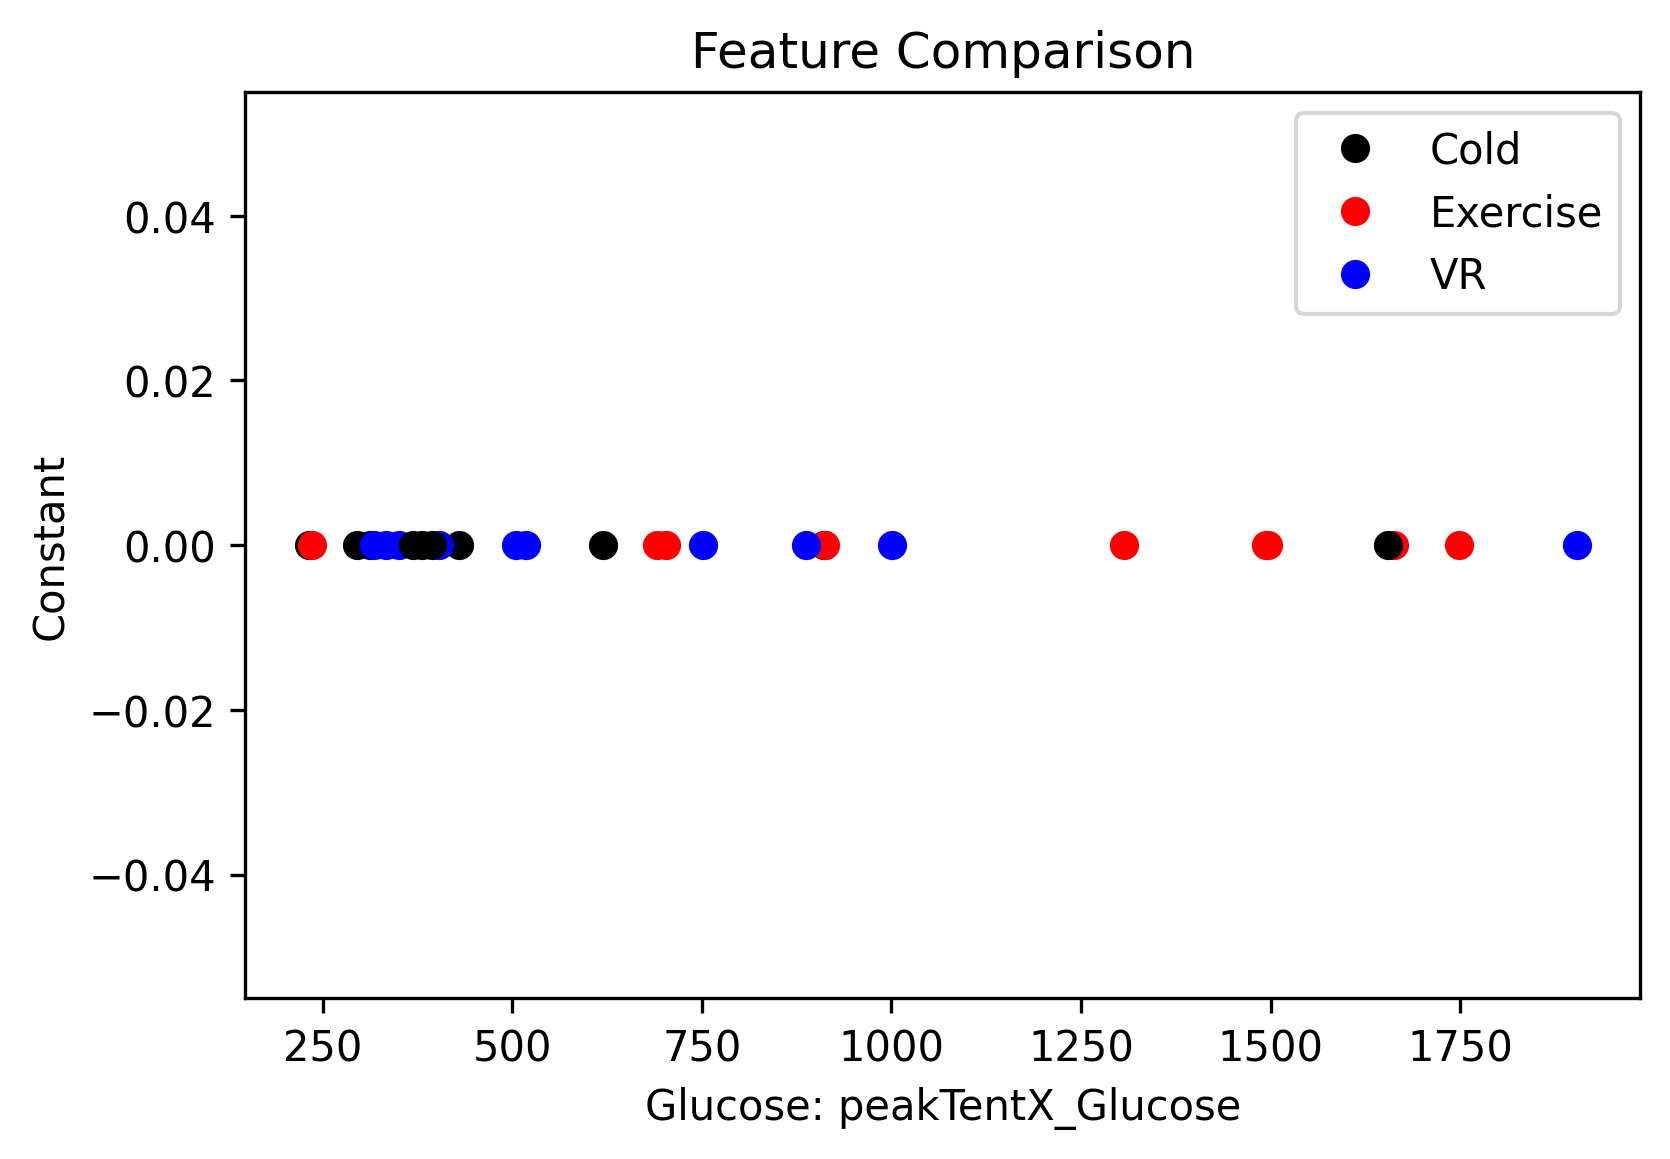 Feature Comparison
Cold
Exercise
VR
0.04
0.02
0.00
−0.02
−0.04
Constant
250 500 750 1000 1250 1500 1750
Glucose: peakTentX_Glucose